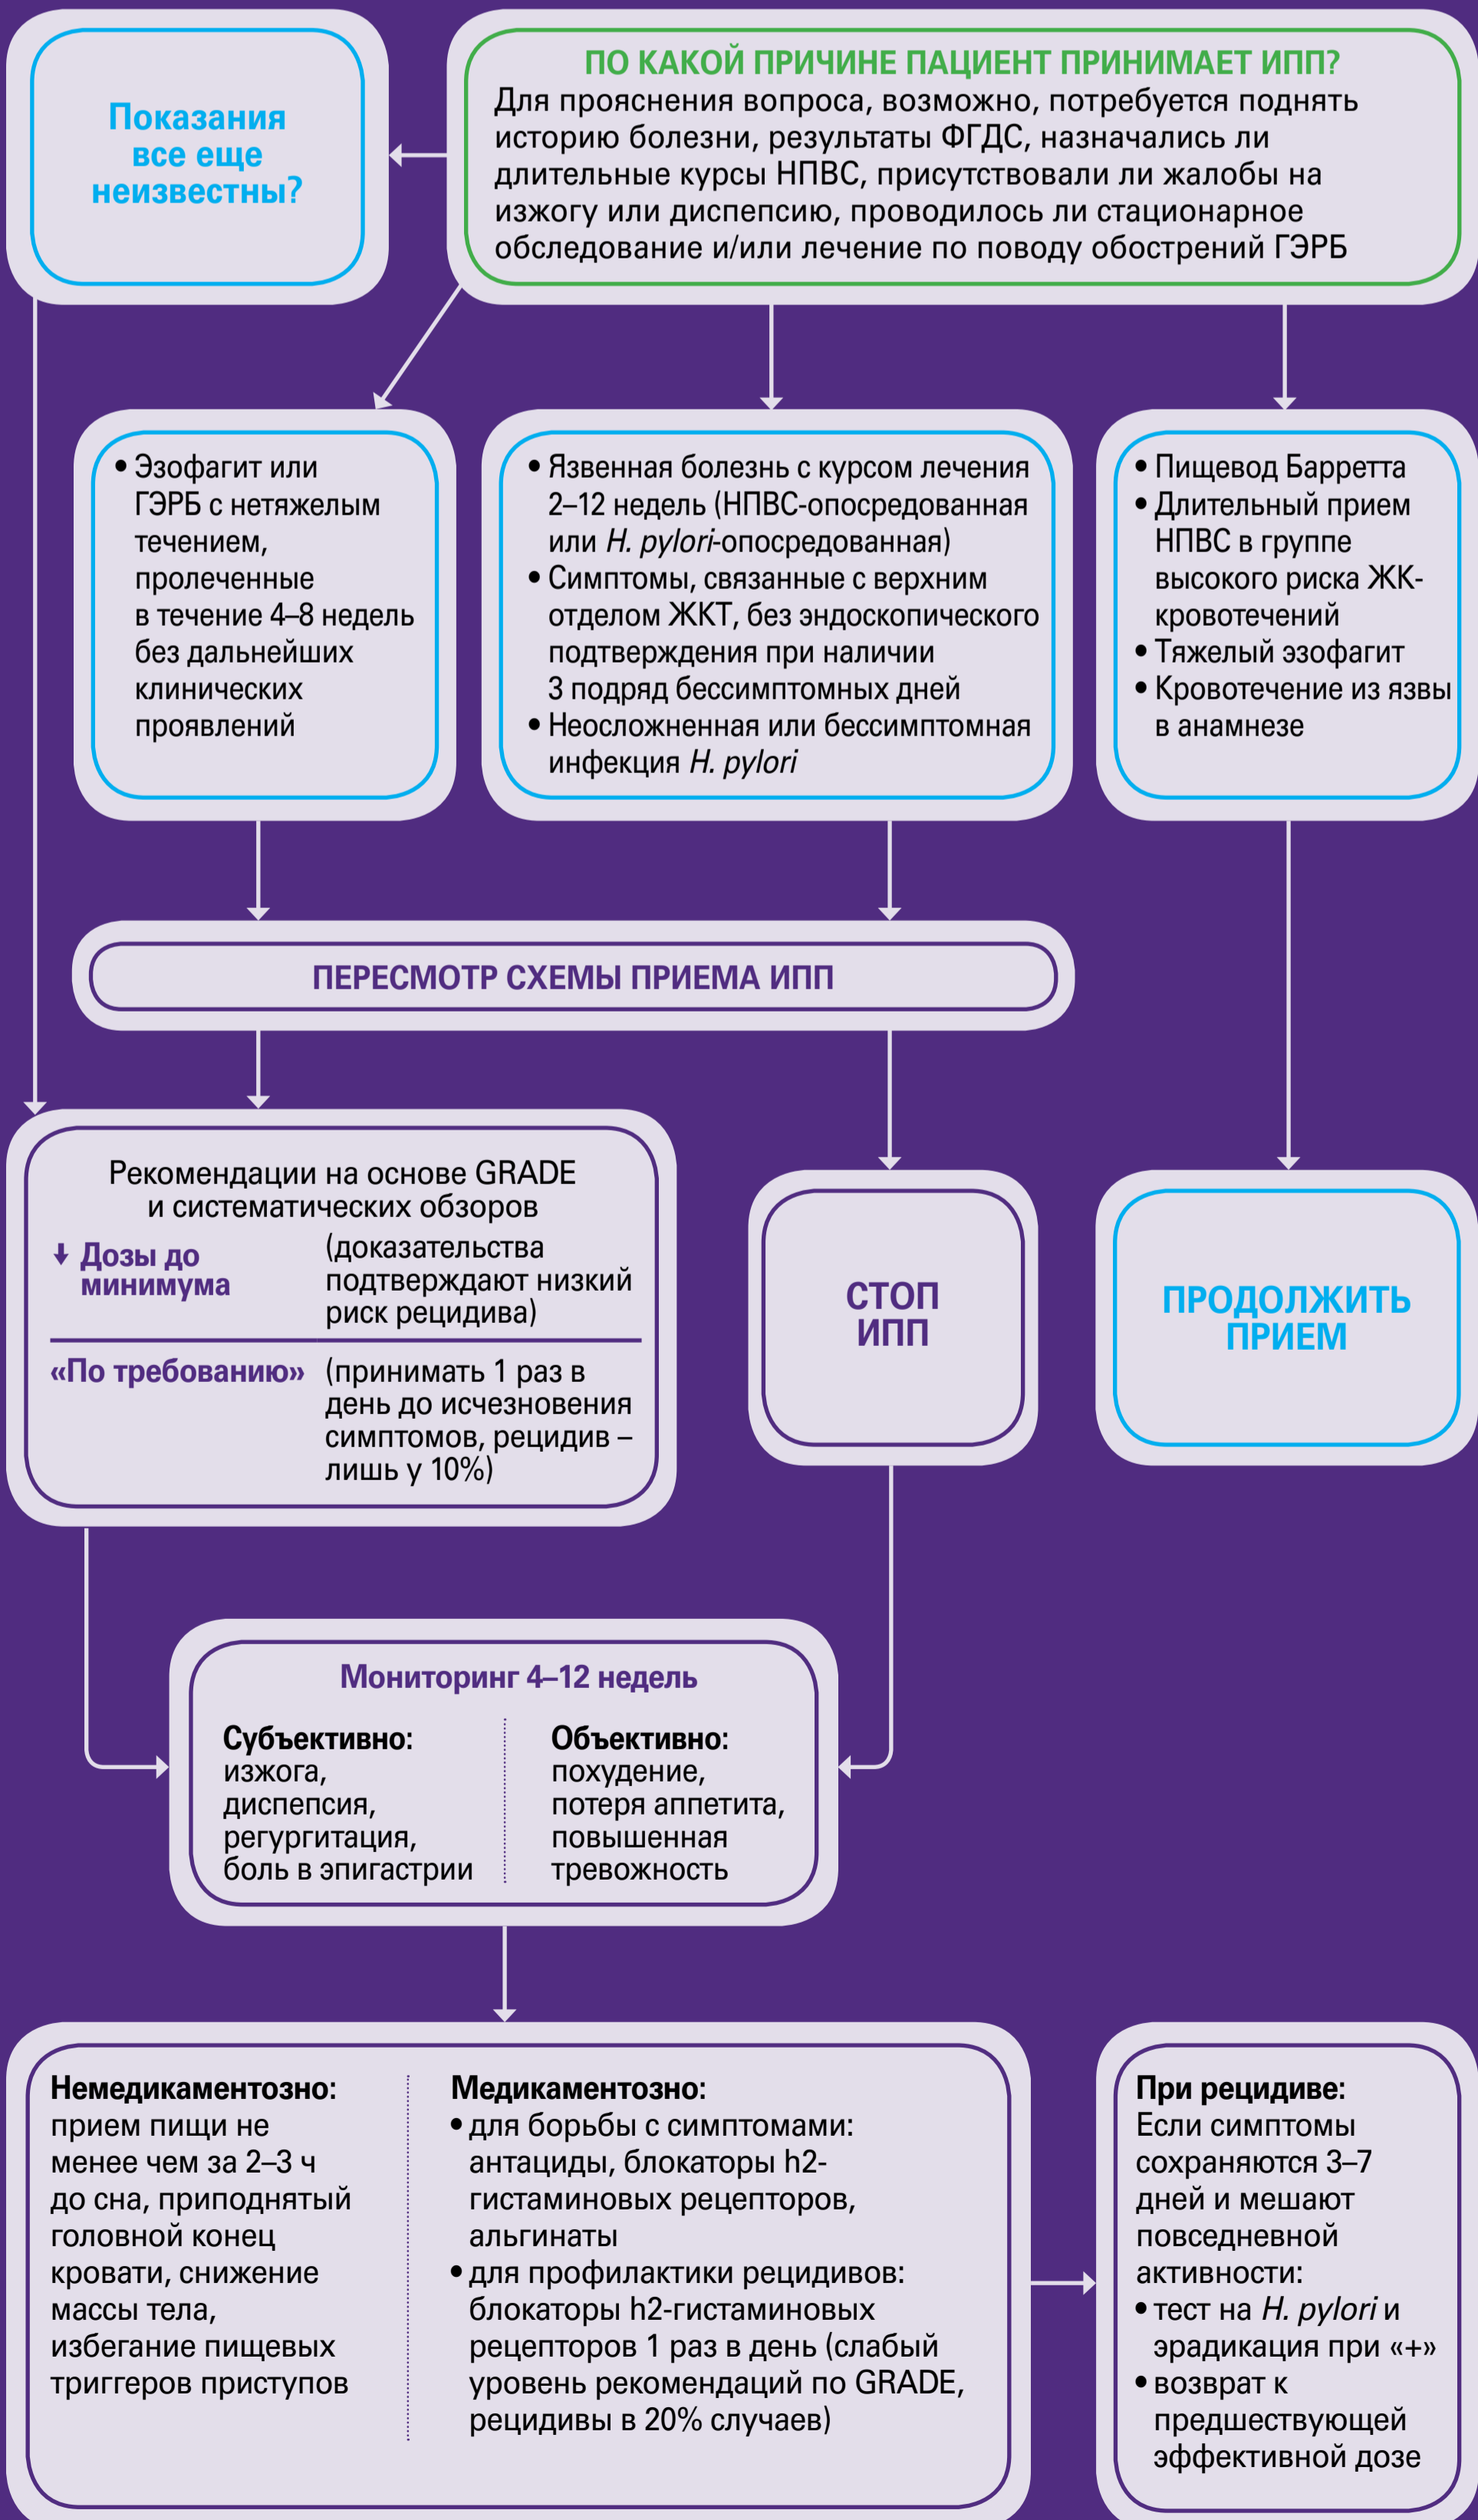 Показания
все еще
неизвестны?
ПО КАКОЙ ПРИЧИНЕ ПАЦИЕНТ ПРИНИМАЕТ ИПП?
Для прояснения вопроса, возможно, потребуется поднять
историю болезни, результаты ФГДС, назначались ли
длительные курсы НПВС, присутствовали ли жалобы на
изжогу или диспепсию, проводилось ли стационарное
обследование и/или лечение по поводу обострений ГЭРБ
• Эзофагит или
ГЭРБ с нетяжелым
течением,
пролеченные
в течение 4–8 недель
без дальнейших
клинических
проявлений
• Язвенная болезнь с курсом лечения
2–12 недель (НПВС-опосредованная
или H. pylori-опосредованная)
• Симптомы, связанные с верхним
отделом ЖКТ, без эндоскопического
подтверждения при наличии
3 подряд бессимптомных дней
• Неосложненная или бессимптомная
инфекция H. pylori
• Пищевод Барретта
• Длительный прием
НПВС в группе
высокого риска ЖК-
кровотечений
• Тяжелый эзофагит
• Кровотечение из язвы
в анамнезе
ПЕРЕСМОТР СХЕМЫ ПРИЕМА ИПП
Рекомендации на основе GRADE
и систематических обзоров
Дозы до
минимума
(доказательства
подтверждают низкий
риск рецидива)
«По требованию»
(принимать 1 раз в
день до исчезновения
симптомов, рецидив –
лишь у 10%)
СТОП
ИПП
ПРОДОЛЖИТЬ
ПРИЕМ
Мониторинг 4–12 недель
Субъективно:
изжога,
диспепсия,
регургитация,
боль в эпигастрии
Объективно:
похудение,
потеря аппетита,
повышенная
тревожность
Немедикаментозно:
прием пищи не
менее чем за 2–3 ч
до сна, приподнятый
головной конец
кровати, снижение
массы тела,
избегание пищевых
триггеров приступов
Медикаментозно:
• для борьбы с симптомами:
антациды, блокаторы h2-
гистаминовых рецепторов,
альгинаты
• для профилактики рецидивов:
блокаторы h2-гистаминовых
рецепторов 1 раз в день (слабый
уровень рекомендаций по GRADE,
рецидивы в 20% случаев)
При рецидиве:
Если симптомы
сохраняются 3–7
дней и мешают
повседневной
активности:
• тест на H. pylori и
эрадикация при «+»
• возврат к
предшествующей
эффективной дозе